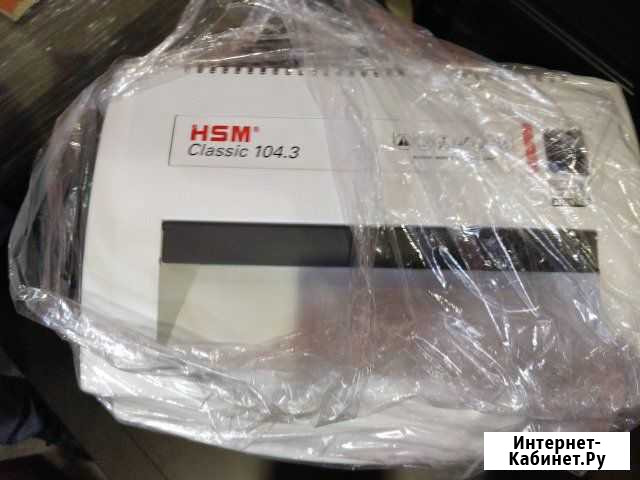 HSM®
Classic 104.3
Интернет-
Кабинет.Ру